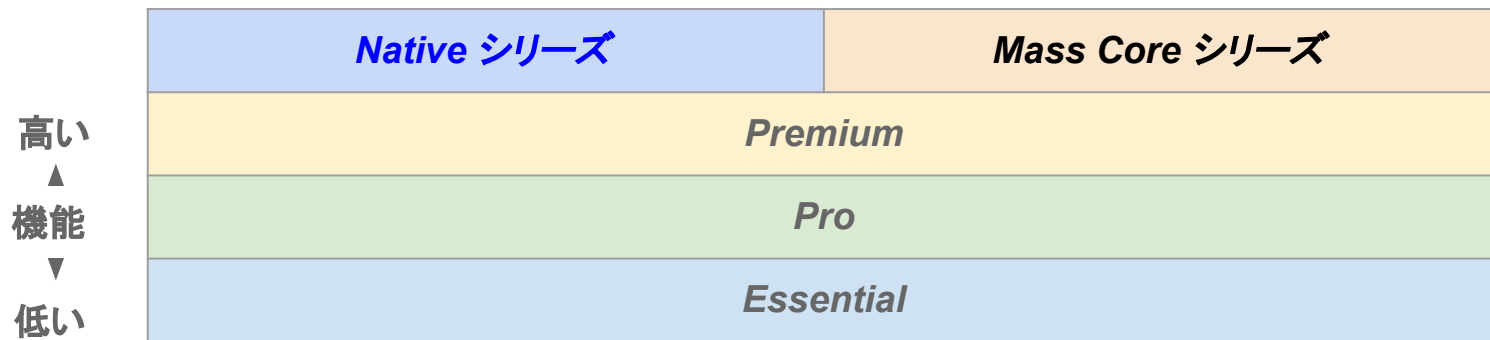 Native シリーズ
Mass Core シリーズ
高い
▲
機能
▼
低い
Premium
Pro
Essential